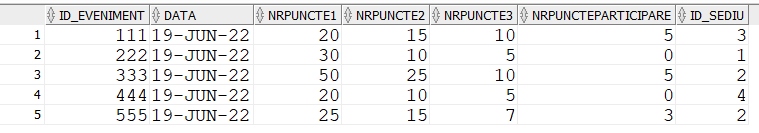 ID_EVENIMENT DATA NRPUNCTE1 NRPUNCTE2 NRPUNCTE3 NRPUNCTEPARTICIPARE ID_SEDIU
1 111 19-JUN-22 20 15 10 5 3
2 222 19-JUN-22 30 10 5 0 1
3 333 19-JUN-22 50 25 10 5 2
4 444 19-JUN-22 20 10 5 0 4
5 555 19-JUN-22 25 15 7 3 2